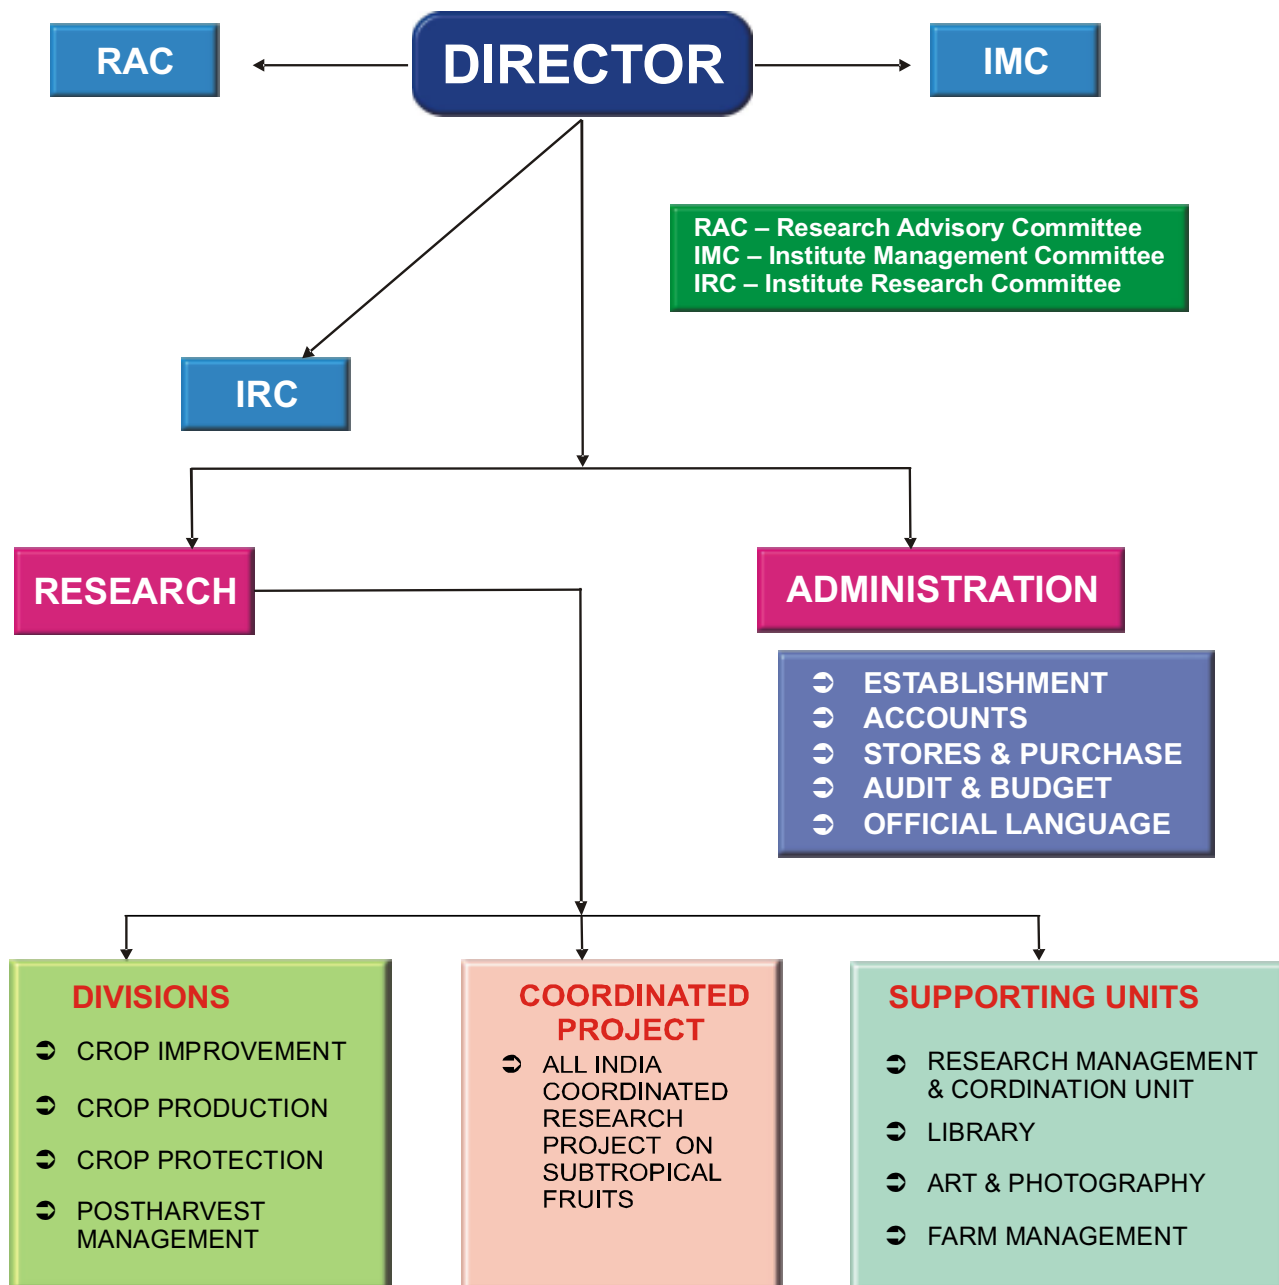 RAC
DIRECTOR
IMC
RAC – Research Advisory Committee
IMC – Institute Management Committee
IRC – Institute Research Committee
IRC
RESEARCH
ADMINISTRATION
ESTABLISHMENT
ACCOUNTS
STORES & PURCHASE
AUDIT & BUDGET
OFFICIAL LANGUAGE
DIVISIONS
CROP IMPROVEMENT
CROP PRODUCTION
CROP PROTECTION
POSTHARVEST
MANAGEMENT
COORDINATED
PROJECT
ALL INDIA
COORDINATED
RESEARCH
PROJECT ON
SUBTROPICAL
FRUITS
SUPPORTING UNITS
RESEARCH MANAGEMENT
& CORDINATION UNIT
LIBRARY
ART & PHOTOGRAPHY
FARM MANAGEMENT